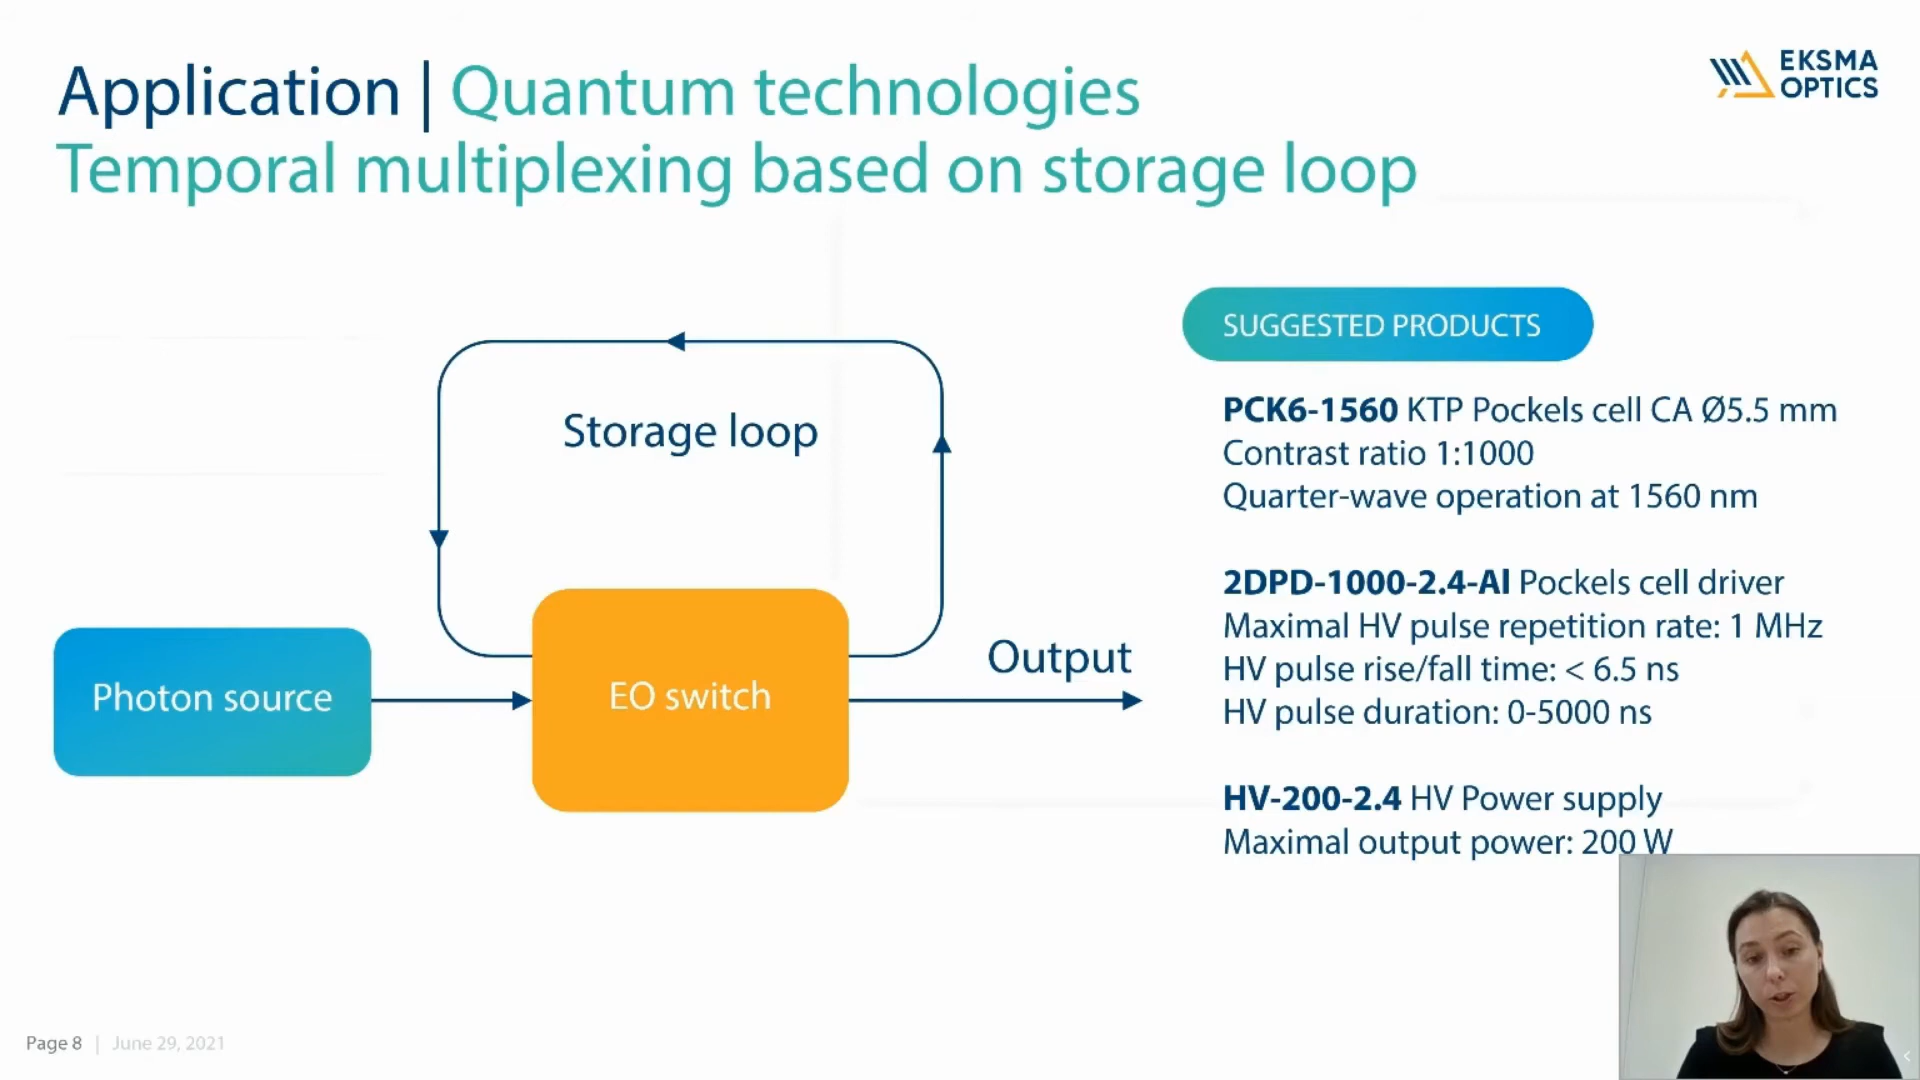 Application | Quantum technologies
Temporal multiplexing based on storage loop
EKSMA
OPTICS
Storage loop
Photon source
EO switch
Output
SUGGESTED PRODUCTS
PCK6-1560 KTP Pockels cell CA Ø5.5 mm
Contrast ratio 1:1000
Quarter-wave operation at 1560 nm
2DPD-1000-2.4-Al Pockels cell driver
Maximal HV pulse repetition rate: 1 MHz
HV pulse rise/fall time: < 6.5 ns
HV pulse duration: 0-5000 ns
HV-200-2.4 HV Power supply
Maximal output power: 200 W
Page 8 | June 29, 2021